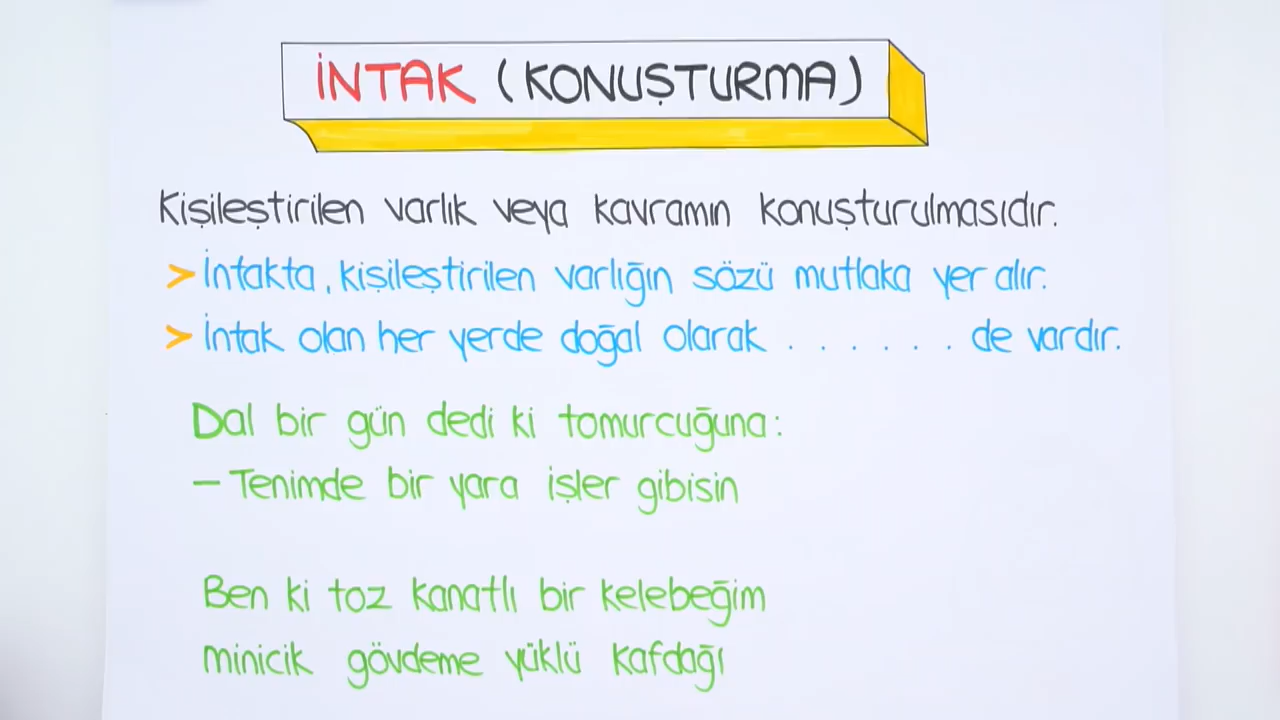 İNTAK (KONUŞTURMA)
Kişileştirilen varlık veya kavramın konuşturulmasıdır.
> İntakta, kişileştirilen varlığın sözü mutlaka yer alır.
> İntak olan her yerde doğal olarak . . . . . . de vardır.
Dal bir gün dedi ki tomurcuğuna:
– Tenimde bir yara işler gibisin
Ben ki toz kanatlı bir kelebeğim
minicik gövdeme yüklü Kafdağı